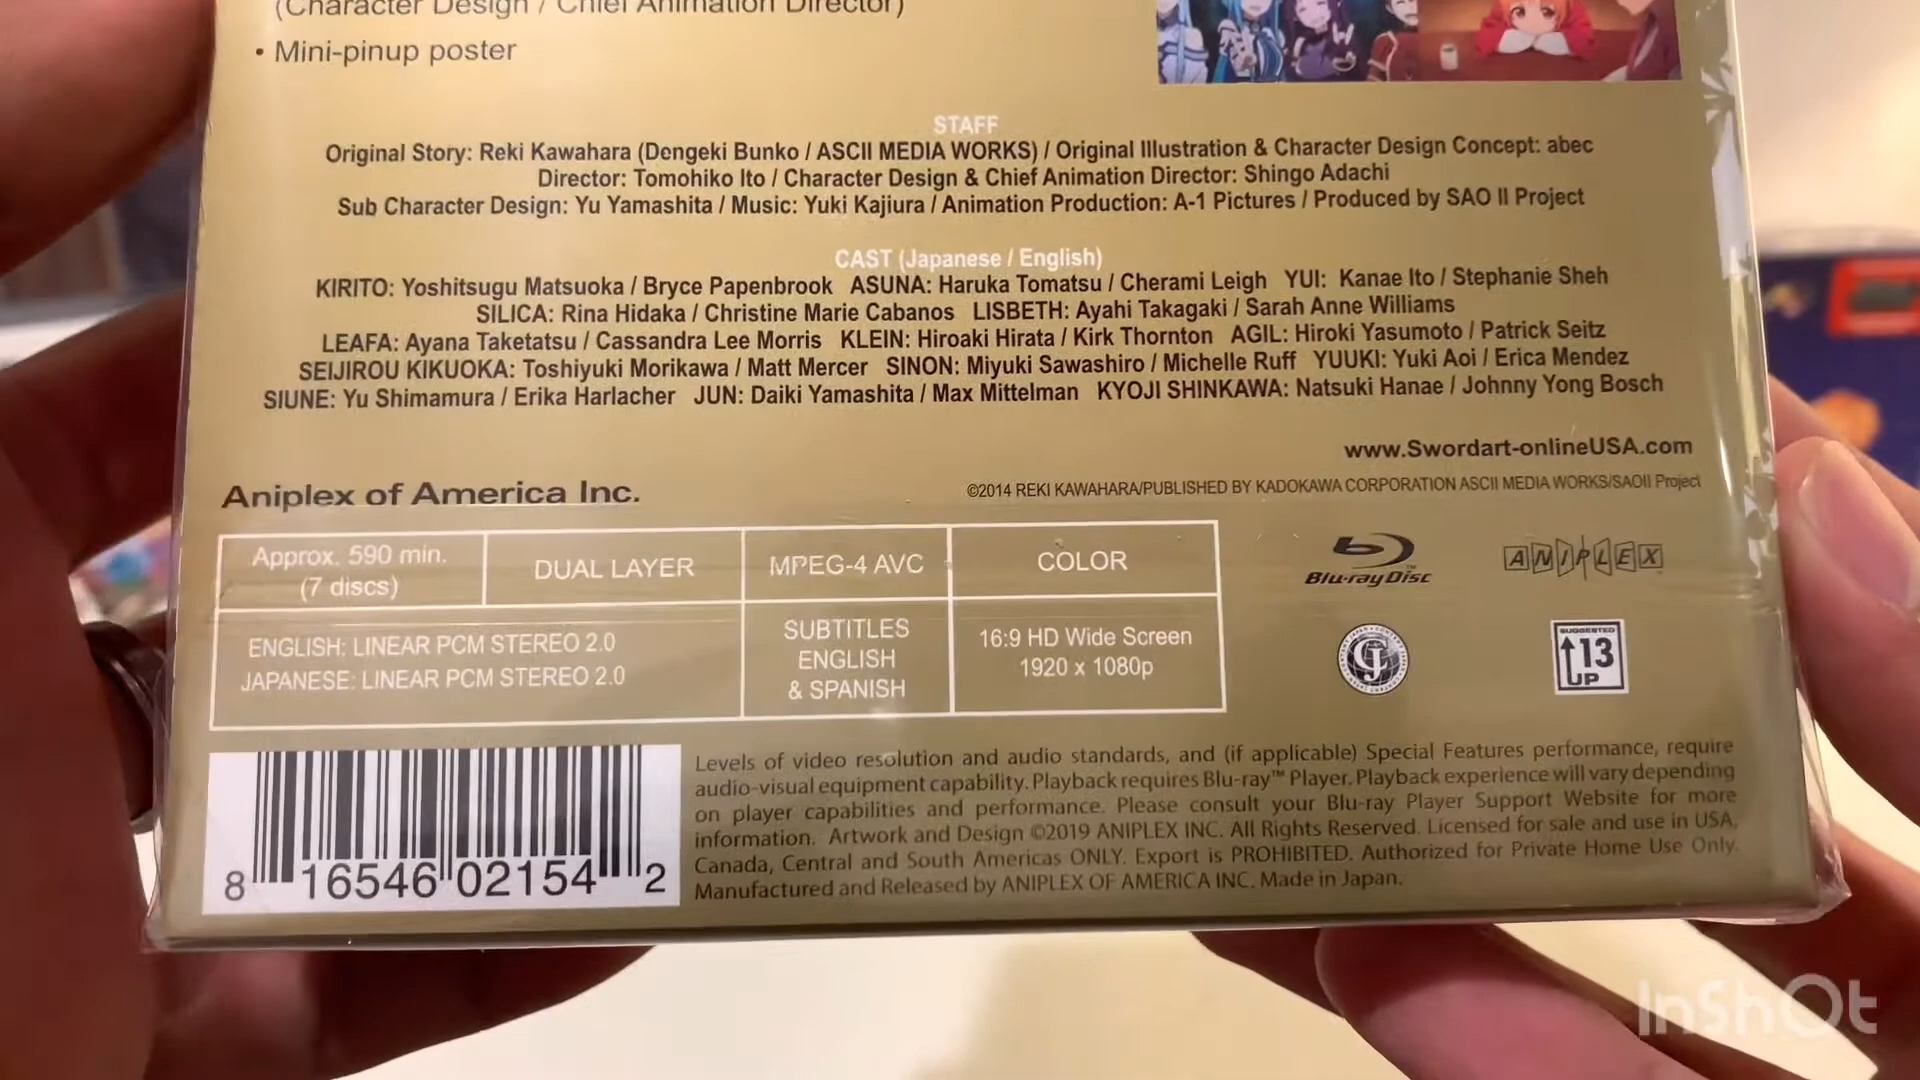 (Character Design / Chief Animation Director)
• Mini-pinup poster
STAFF
Original Story: Reki Kawahara (Dengeki Bunko / ASCII MEDIA WORKS) / Original Illustration & Character Design Concept: abec
Director: Tomohiko Ito / Character Design & Chief Animation Director: Shingo Adachi
Sub Character Design: Yu Yamashita / Music: Yuki Kajiura / Animation Production: A-1 Pictures / Produced by SAO II Project
CAST (Japanese / English)
KIRITO: Yoshitsugu Matsuoka / Bryce Papenbrook ASUNA: Haruka Tomatsu / Cherami Leigh YUI: Kanae Ito / Stephanie Sheh
SILICA: Rina Hidaka / Christine Marie Cabanos LISBETH: Ayahi Takagaki / Sarah Anne Williams
LEAFA: Ayana Taketatsu / Cassandra Lee Morris KLEIN: Hiroaki Hirata / Kirk Thornton AGIL: Hiroki Yasumoto / Patrick Seitz
SEIJIROU KIKUOKA: Toshiyuki Morikawa / Matt Mercer SINON: Miyuki Sawashiro / Michelle Ruff YUUKI: Yuki Aoi / Erica Mendez
SIUNE: Yu Shimamura / Erika Harlacher JUN: Daiki Yamashita / Max Mittelman KYOJI SHINKAWA: Natsuki Hanae / Johnny Yong Bosch
www.Swordart-onlineUSA.com
Aniplex of America Inc.
©2014 REKI KAWAHARA/PUBLISHED BY KADOKAWA CORPORATION ASCII MEDIA WORKS/SAOII Project
Approx. 590 min.
(7 discs)
DUAL LAYER
MPEG-4 AVC
COLOR
Blu-ray Disc™
ANIPLEX
ENGLISH: LINEAR PCM STEREO 2.0
JAPANESE: LINEAR PCM STEREO 2.0
SUBTITLES
ENGLISH
& SPANISH
16:9 HD Wide Screen
1920 x 1080p
SUGGESTED
13
UP
Levels of video resolution and audio standards, and (if applicable) Special Features performance, require
audio-visual equipment capability. Playback requires Blu-ray™ Player. Playback experience will vary depending
on player capabilities and performance. Please consult your Blu-ray Player Support Website for more
information. Artwork and Design ©2019 ANIPLEX INC. All Rights Reserved. Licensed for sale and use in USA,
Canada, Central and South Americas ONLY. Export is PROHIBITED. Authorized for Private Home Use Only.
Manufactured and Released by ANIPLEX OF AMERICA INC. Made in Japan.
8 16546 02154 2
InShOt